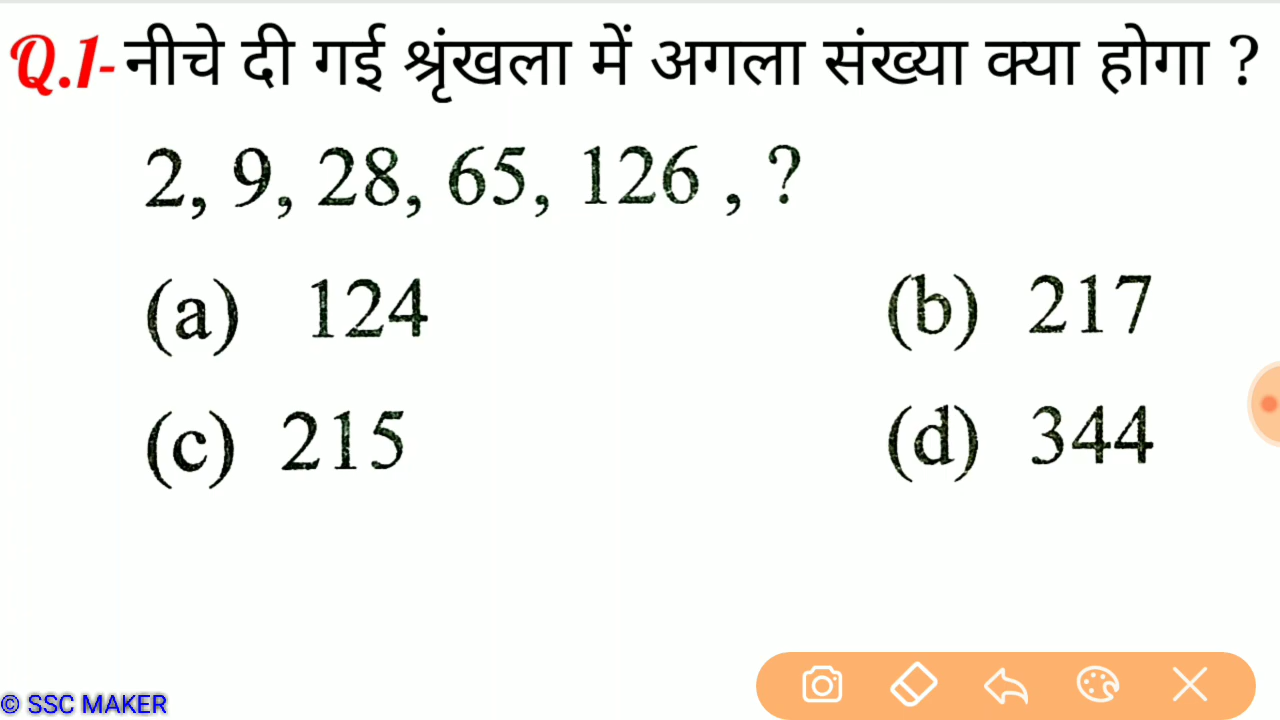 Q.1- नीचे दी गई श्रृंखला में अगला संख्या क्या होगा ?
2, 9, 28, 65, 126 , ?
(a) 124 (b) 217
(c) 215 (d) 344
© SSC MAKER